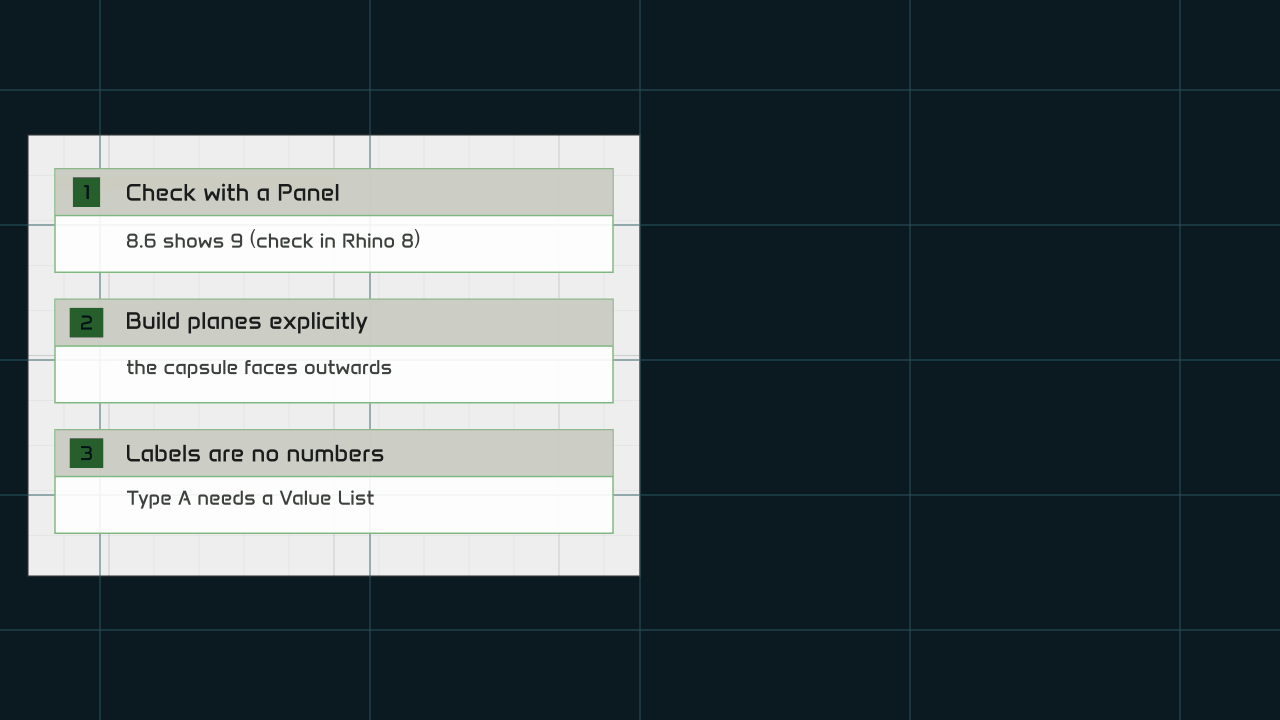 1 Check with a Panel
8.6 shows 9 (check in Rhino 8)
2 Build planes explicitly
the capsule faces outwards
3 Labels are no numbers
Type A needs a Value List